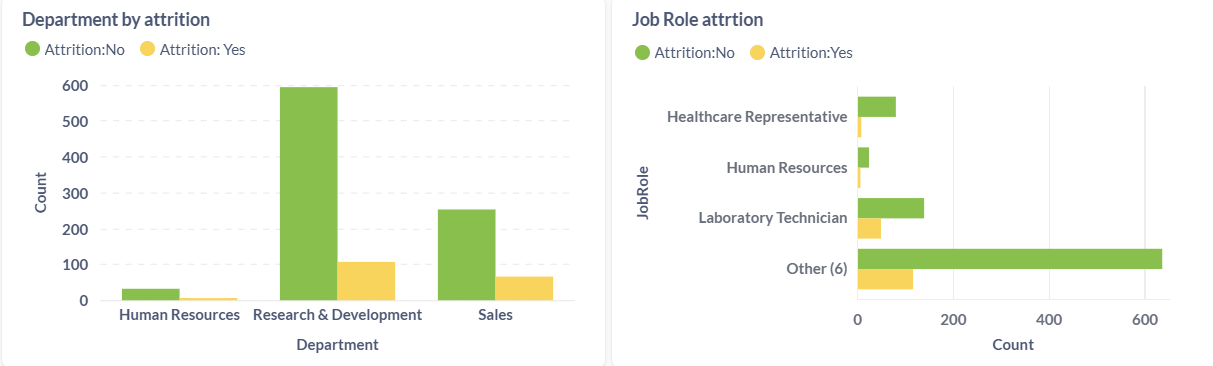 Department by attrition
Attrition:No
Attrition: Yes
600
500
400
300
200
100
0
Count
Human Resources
Research & Development
Sales
Department
Job Role attrtion
Attrition:No
Attrition:Yes
Healthcare Representative
Human Resources
Laboratory Technician
Other (6)
JobRole
0
200
400
600
Count